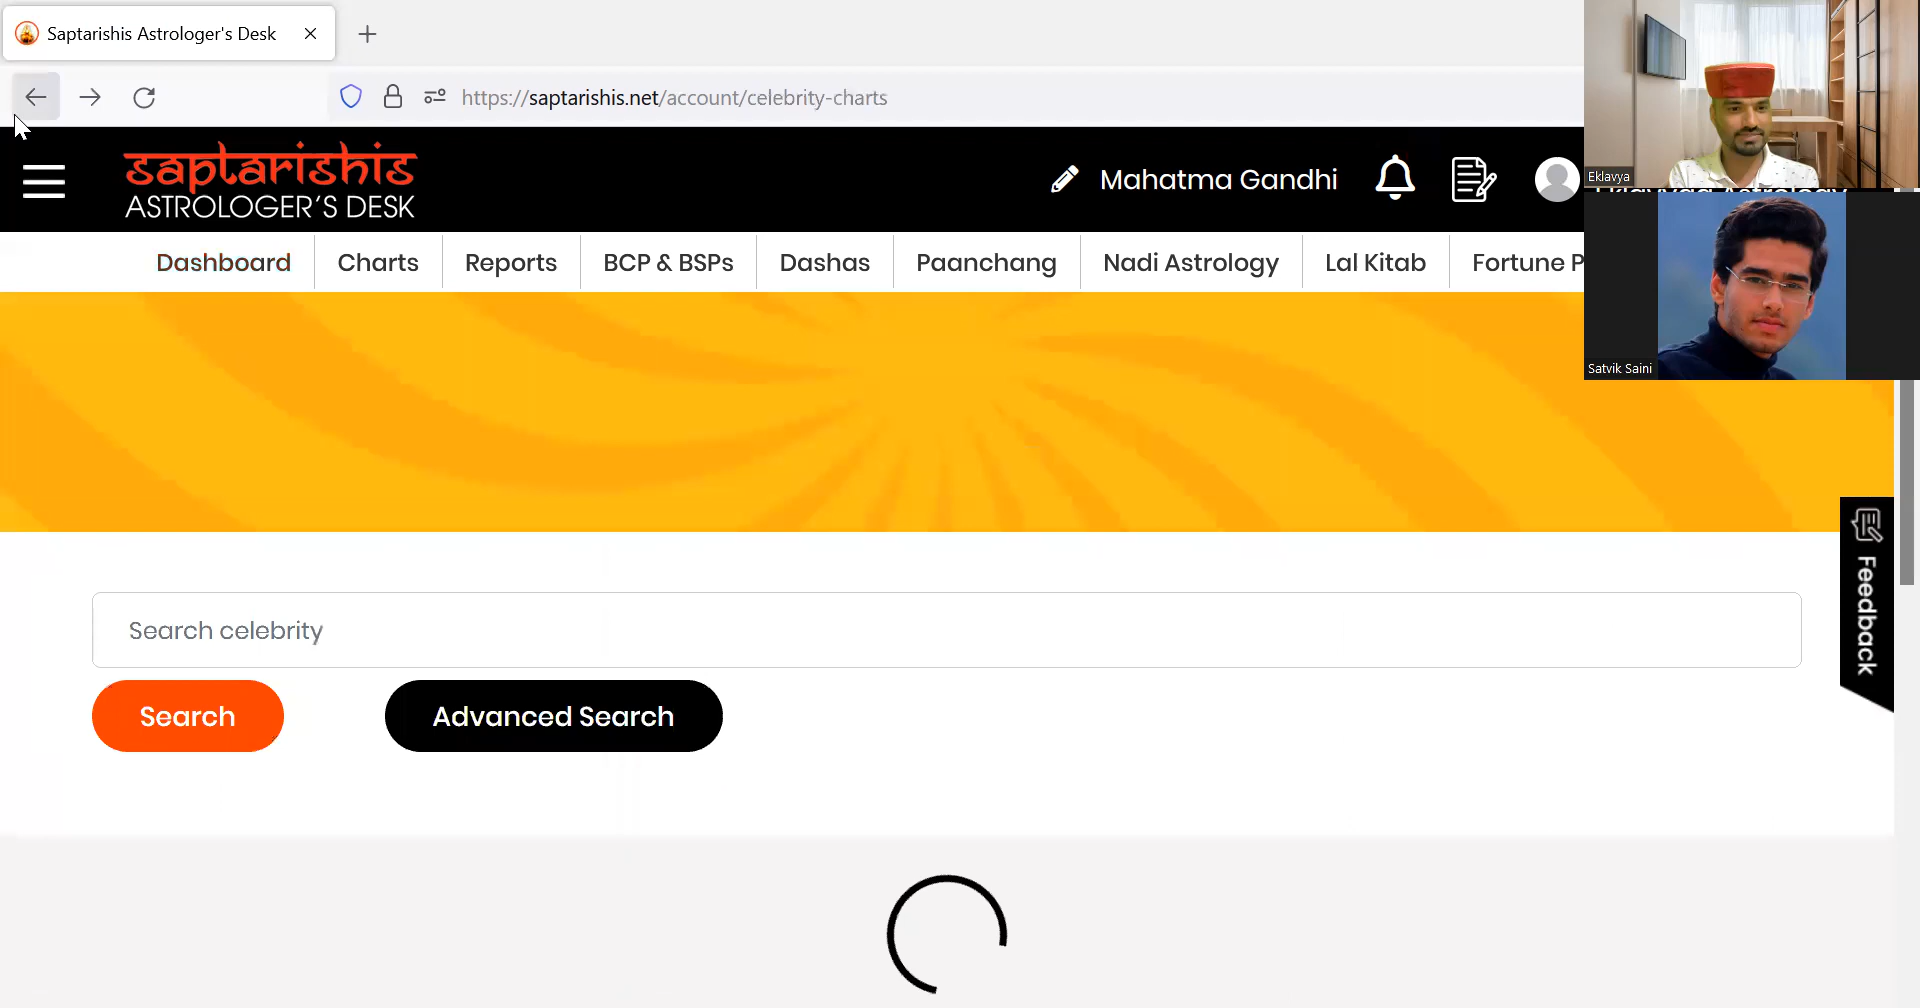 Saptarishis Astrologer's Desk
https://saptarishis.net/account/celebrity-charts
saptarishis
ASTROLOGER'S DESK
Mahatma Gandhi
Eklavya
Dashboard
Charts
Reports
BCP & BSPs
Dashas
Paanchang
Nadi Astrology
Lal Kitab
Fortune P
Satvik Saini
Search celebrity
Search
Advanced Search
Feedback